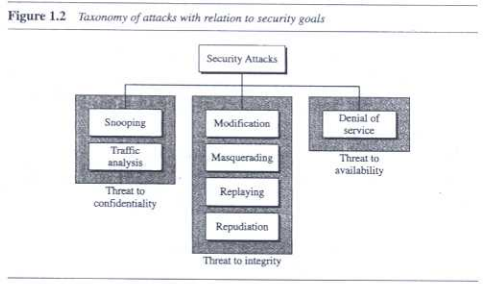 Figure 1.2 Taxonomy of attacks with relation to security goals
Security Attacks
Snooping
Traffic
analysis
Threat to
confidentiality
Modification
Masquerading
Replaying
Repudiation
Threat to integrity
Denial of
service
Threat to
availability